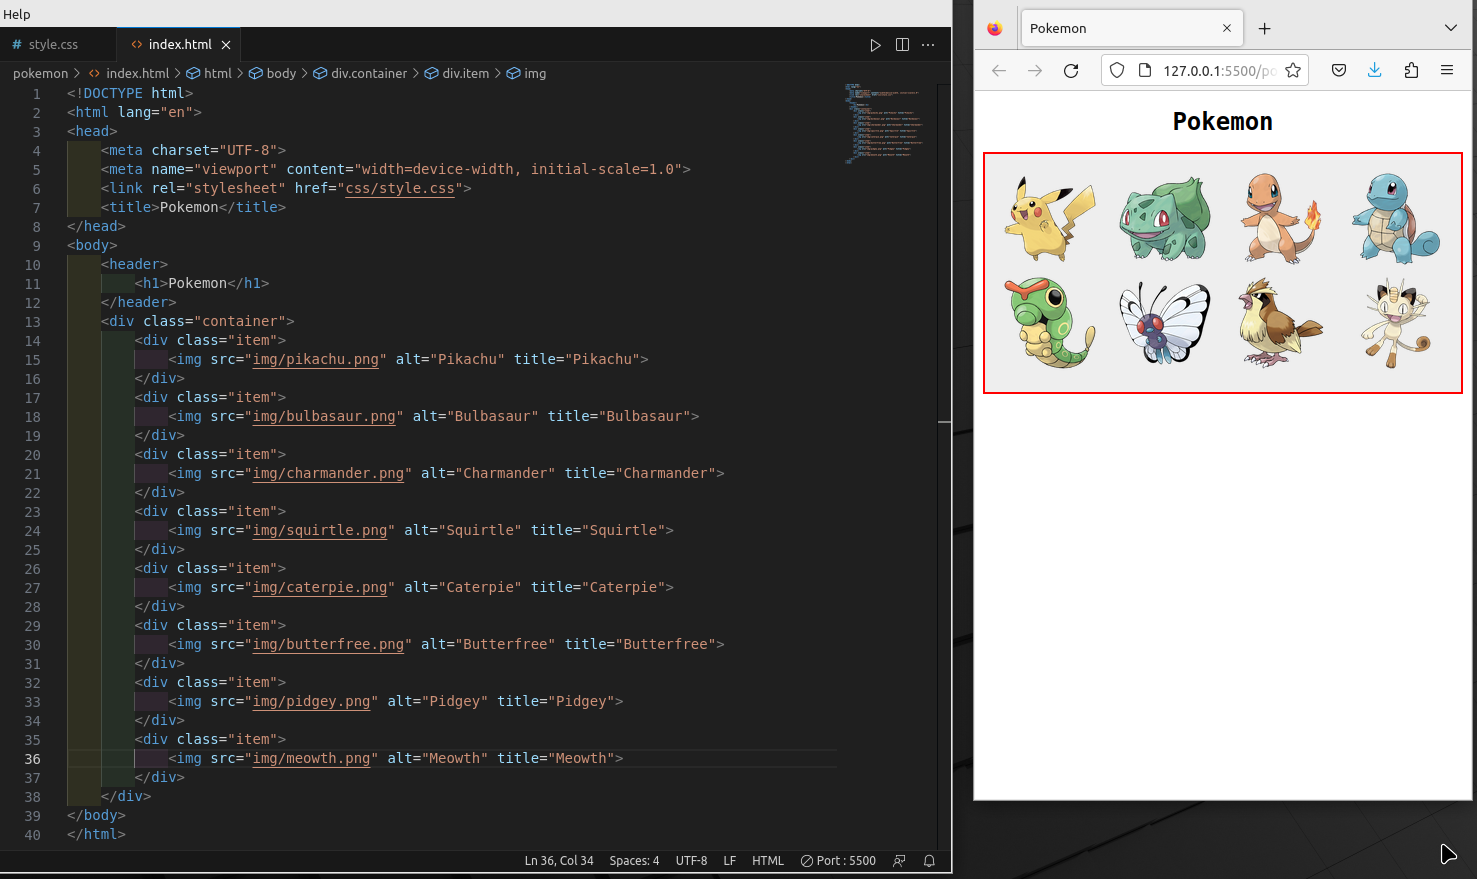 Help
# style.css
<> index.html ×
pokemon > <> index.html > html > body > div.container > div.item > img
1 <!DOCTYPE html>
2 <html lang="en">
3 <head>
4 <meta charset="UTF-8">
5 <meta name="viewport" content="width=device-width, initial-scale=1.0">
6 <link rel="stylesheet" href="css/style.css">
7 <title>Pokemon</title>
8 </head>
9 <body>
10 <header>
11 <h1>Pokemon</h1>
12 </header>
13 <div class="container">
14 <div class="item">
15 <img src="img/pikachu.png" alt="Pikachu" title="Pikachu">
16 </div>
17 <div class="item">
18 <img src="img/bulbasaur.png" alt="Bulbasaur" title="Bulbasaur">
19 </div>
20 <div class="item">
21 <img src="img/charmander.png" alt="Charmander" title="Charmander">
22 </div>
23 <div class="item">
24 <img src="img/squirtle.png" alt="Squirtle" title="Squirtle">
25 </div>
26 <div class="item">
27 <img src="img/caterpie.png" alt="Caterpie" title="Caterpie">
28 </div>
29 <div class="item">
30 <img src="img/butterfree.png" alt="Butterfree" title="Butterfree">
31 </div>
32 <div class="item">
33 <img src="img/pidgey.png" alt="Pidgey" title="Pidgey">
34 </div>
35 <div class="item">
36 <img src="img/meowth.png" alt="Meowth" title="Meowth">
37 </div>
38 </div>
39 </body>
40 </html>
Ln 36, Col 34 Spaces: 4 UTF-8 LF HTML Port : 5500
Pokemon ×
127.0.0.1:5500/po
Pokemon